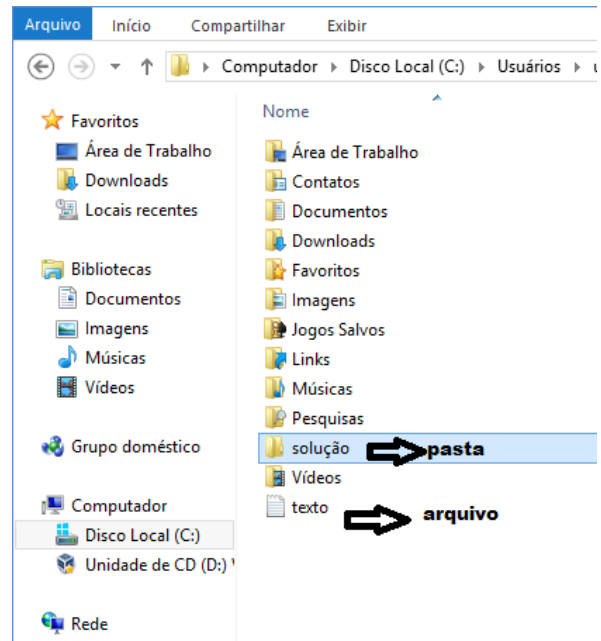 Arquivo Início Compartilhar Exibir
Computador Disco Local (C:) Usuários
Favoritos
Área de Trabalho
Downloads
Locais recentes
Bibliotecas
Documentos
Imagens
Músicas
Vídeos
Grupo doméstico
Computador
Disco Local (C:)
Unidade de CD (D:)
Rede
Nome
Área de Trabalho
Contatos
Documentos
Downloads
Favoritos
Imagens
Jogos Salvos
Links
Músicas
Pesquisas
solução pasta
Vídeos
texto arquivo